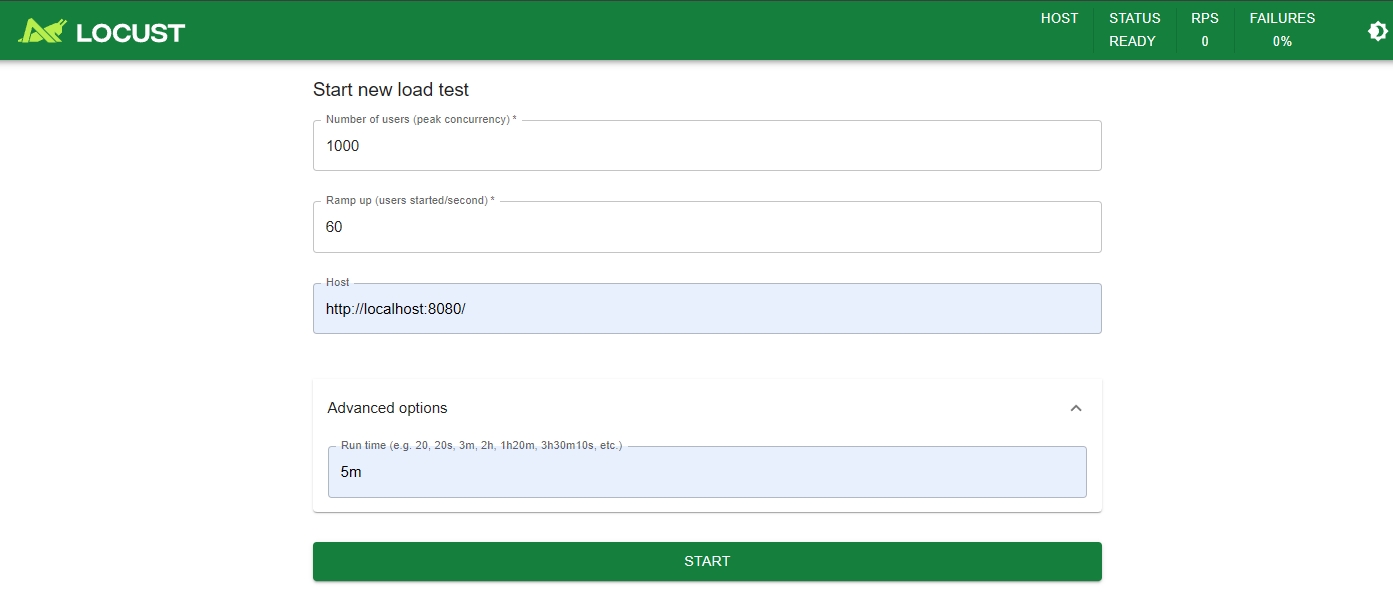 LOCUST
HOST
STATUS
READY
RPS
0
FAILURES
0%
Start new load test
Number of users (peak concurrency) *
1000
Ramp up (users started/second) *
60
Host
http://localhost:8080/
Advanced options
Run time (e.g. 20, 20s, 3m, 2h, 1h20m, 3h30m10s, etc.)
5m
START